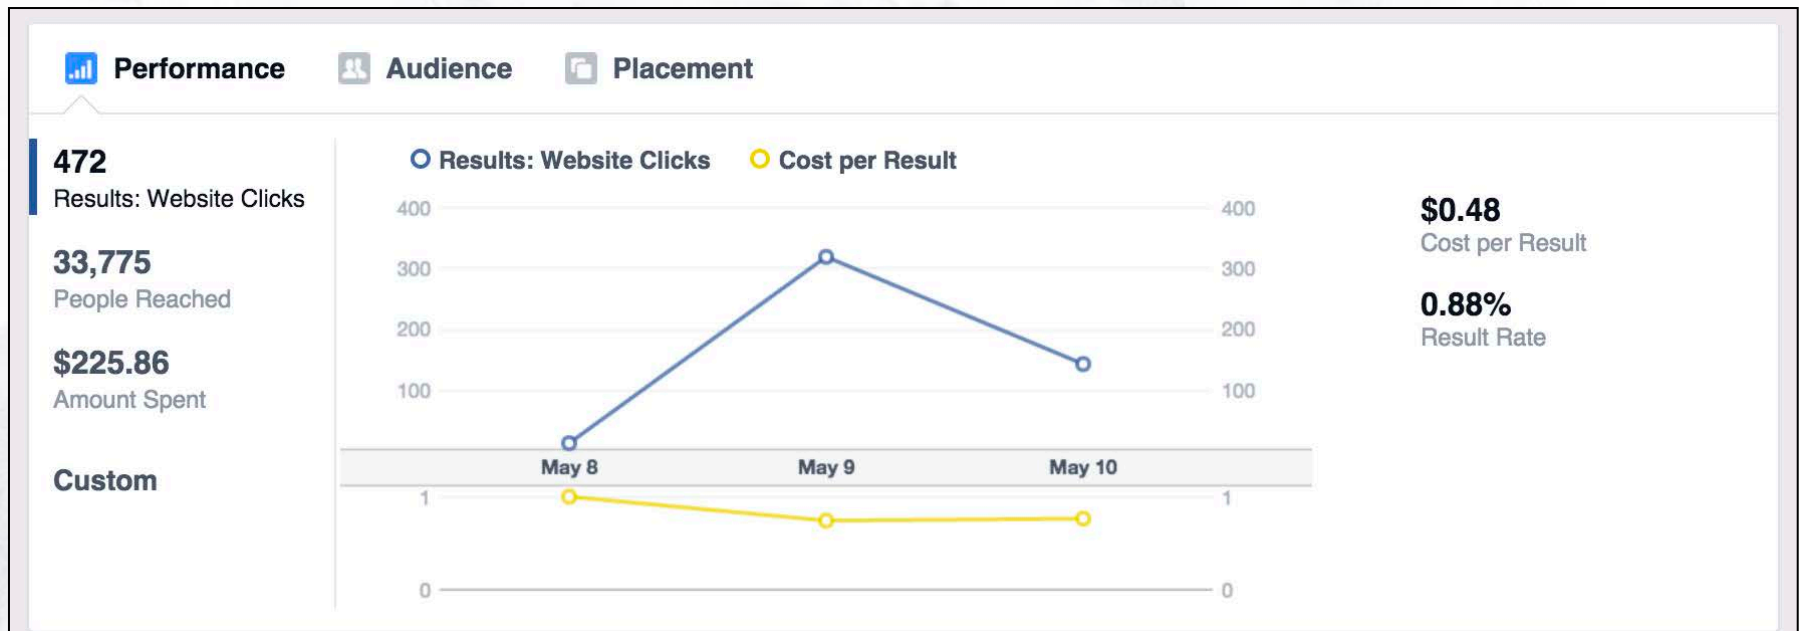 Performance Audience Placement
472
Results: Website Clicks
33,775
People Reached
$225.86
Amount Spent
Custom
Results: Website Clicks Cost per Result
400 400
300 300
200 200
100 100
May 8 May 9 May 10
1 1
0 0
$0.48
Cost per Result
0.88%
Result Rate